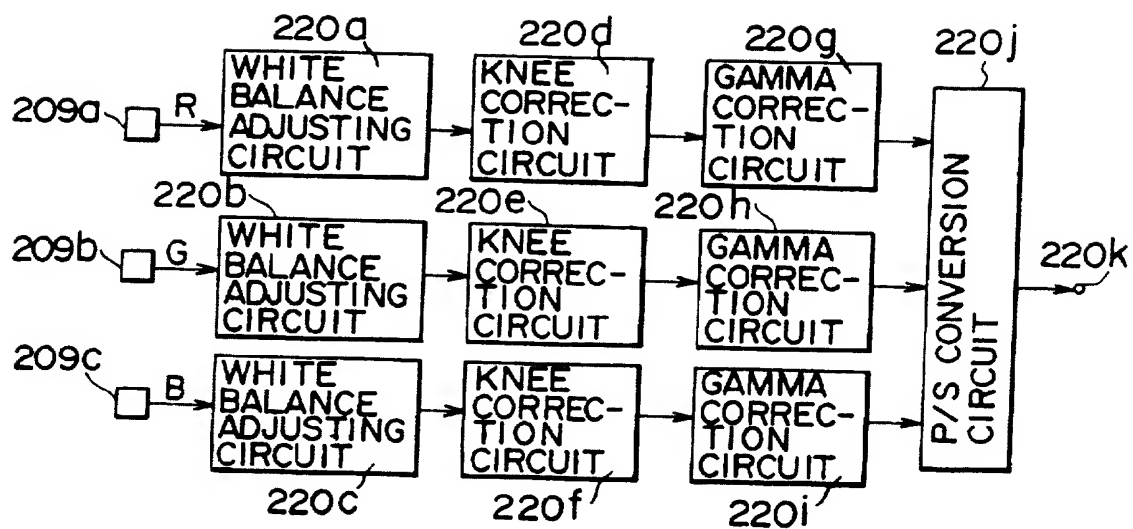 220a
220d
220g
220j
209a
R
WHITE
BALANCE
ADJUSTING
CIRCUIT
KNEE
CORREC-
TION
CIRCUIT
GAMMA
CORREC-
TION
CIRCUIT
220b
220e
220h
209b
G
WHITE
BALANCE
ADJUSTING
CIRCUIT
KNEE
CORREC-
TION
CIRCUIT
GAMMA
CORREC-
TION
CIRCUIT
P/S CONVERSION
CIRCUIT
220k
209c
B
WHITE
BALANCE
ADJUSTING
CIRCUIT
KNEE
CORREC-
TION
CIRCUIT
GAMMA
CORREC-
TION
CIRCUIT
220c
220f
220i